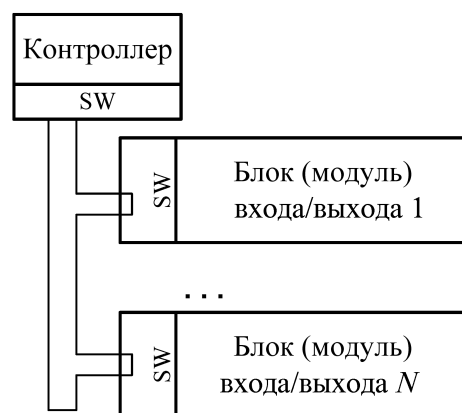 Контроллер
SW
SW
Блок (модуль)
входа/выхода 1
...
SW
Блок (модуль)
входа/выхода N